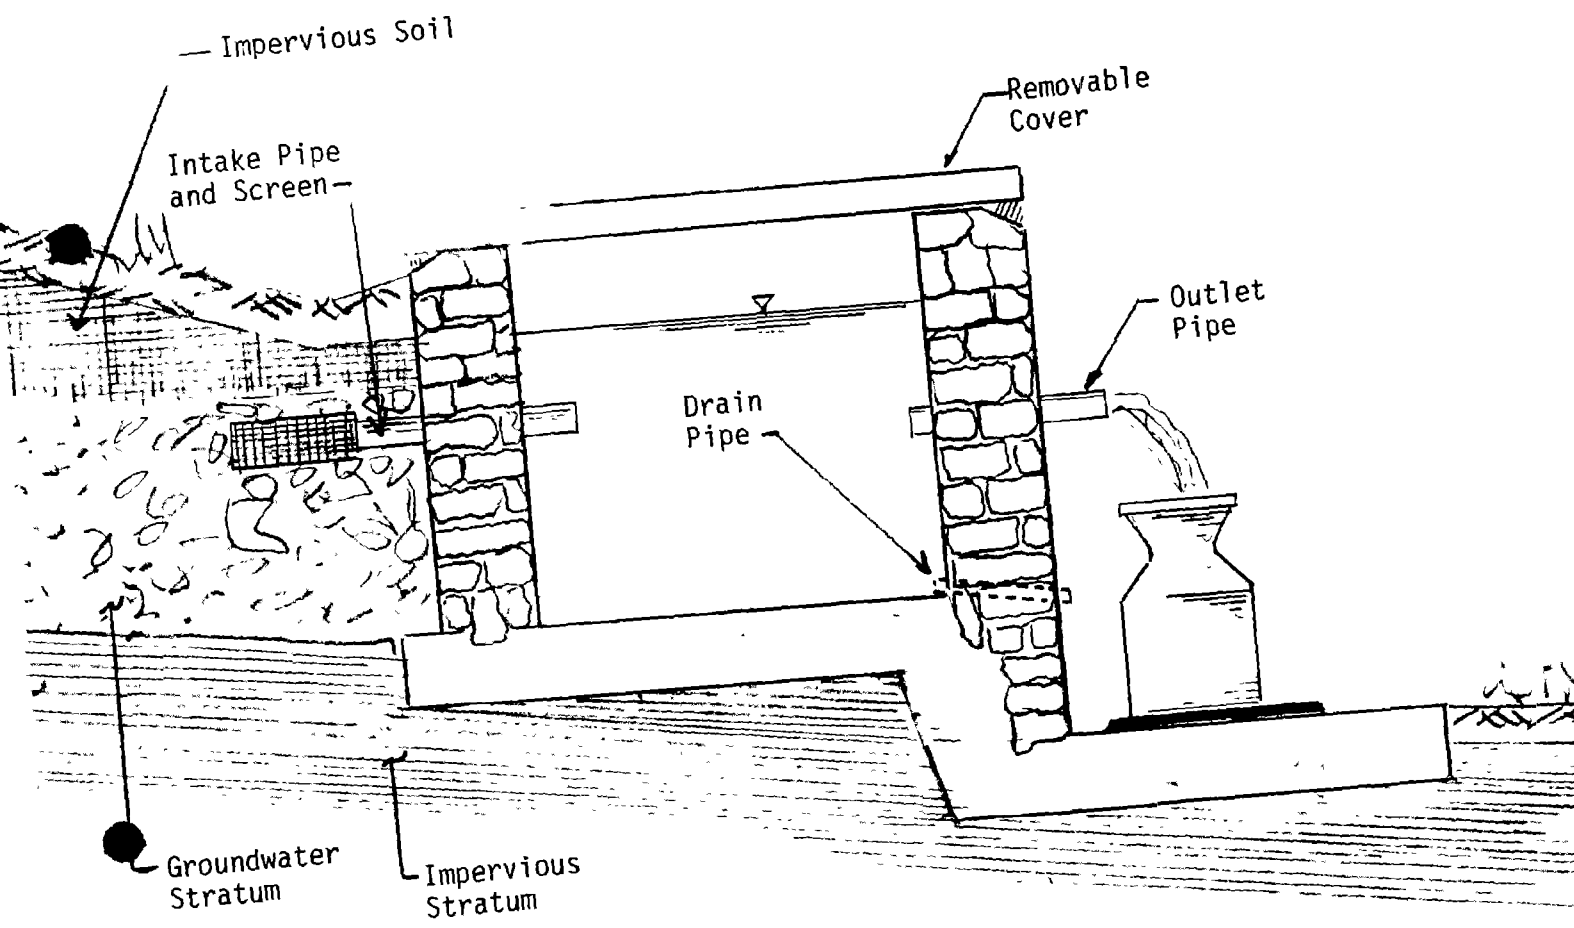 Impervious Soil
Removable
Cover
Intake Pipe
and Screen
Outlet
Pipe
Drain
Pipe
Groundwater
Stratum
Impervious
Stratum